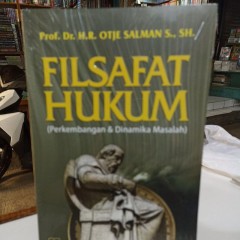 Prof. Dr. H.R. OTJE SALMAN S., SH.
FILSAFAT
HUKUM
(Perkembangan & Dinamika Masalah)